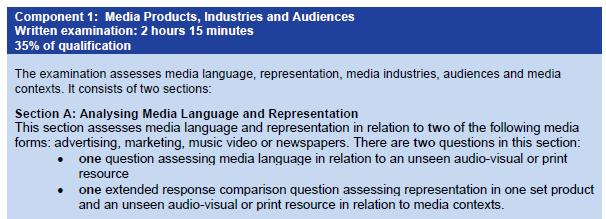 Component 1: Media Products, Industries and Audiences
Written examination: 2 hours 15 minutes
35% of qualification
The examination assesses media language, representation, media industries, audiences and media
contexts. It consists of two sections:
Section A: Analysing Media Language and Representation
This section assesses media language and representation in relation to two of the following media
forms: advertising, marketing, music video or newspapers. There are two questions in this section:
• one question assessing media language in relation to an unseen audio-visual or print
resource
• one extended response comparison question assessing representation in one set product
and an unseen audio-visual or print resource in relation to media contexts.